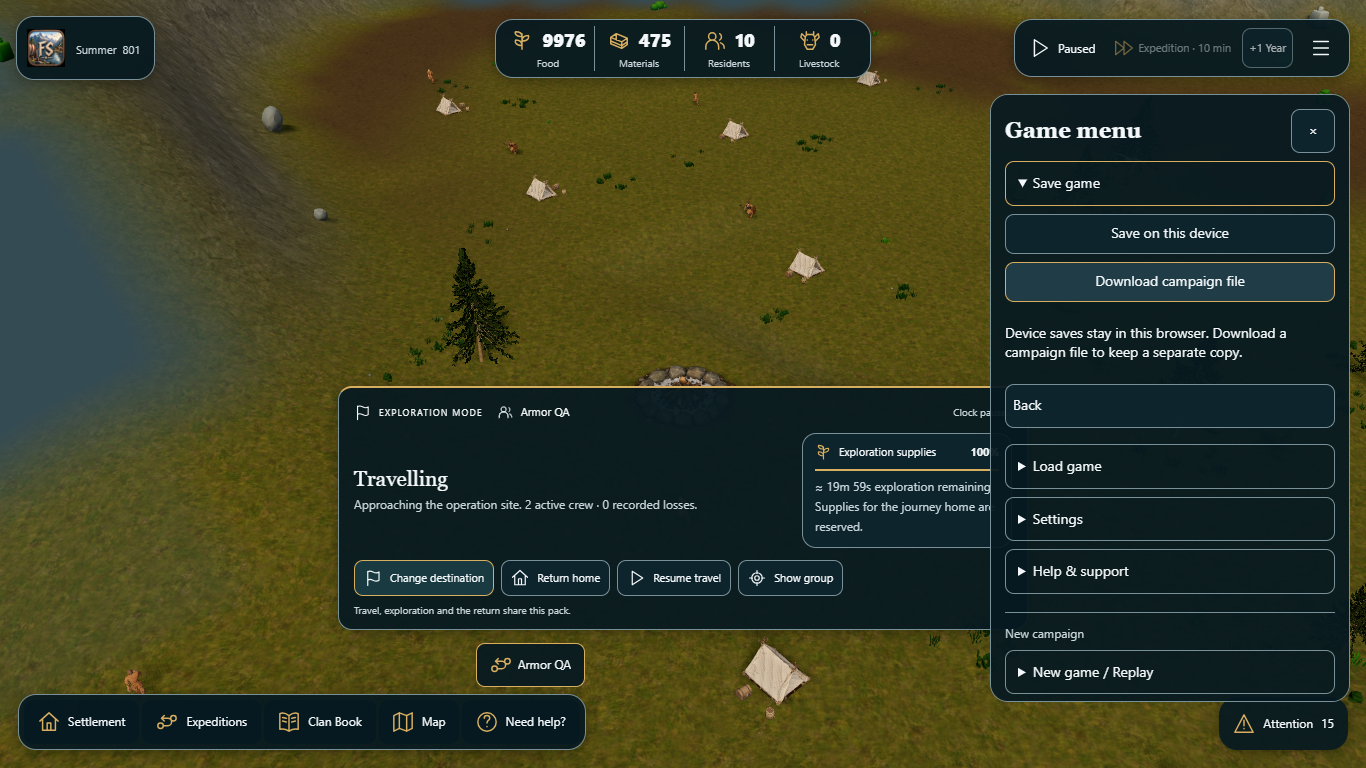 FS
Summer 801
9976
Food
475
Materials
10
Residents
0
Livestock
Paused
Expedition · 10 min
+1 Year
Game menu
×
▼ Save game
Save on this device
Download campaign file
Device saves stay in this browser. Download a
campaign file to keep a separate copy.
Back
▶ Load game
▶ Settings
▶ Help & support
New campaign
▶ New game / Replay
EXPLORATION MODE
Armor QA
Clock
Travelling
Approaching the operation site. 2 active crew · 0 recorded losses.
Exploration supplies
100
≈ 19m 59s exploration remaining
Supplies for the journey home
reserved.
Change destination
Return home
Resume travel
Show group
Travel, exploration and the return share this pack.
Armor QA
Settlement
Expeditions
Clan Book
Map
Need help?
Attention 15